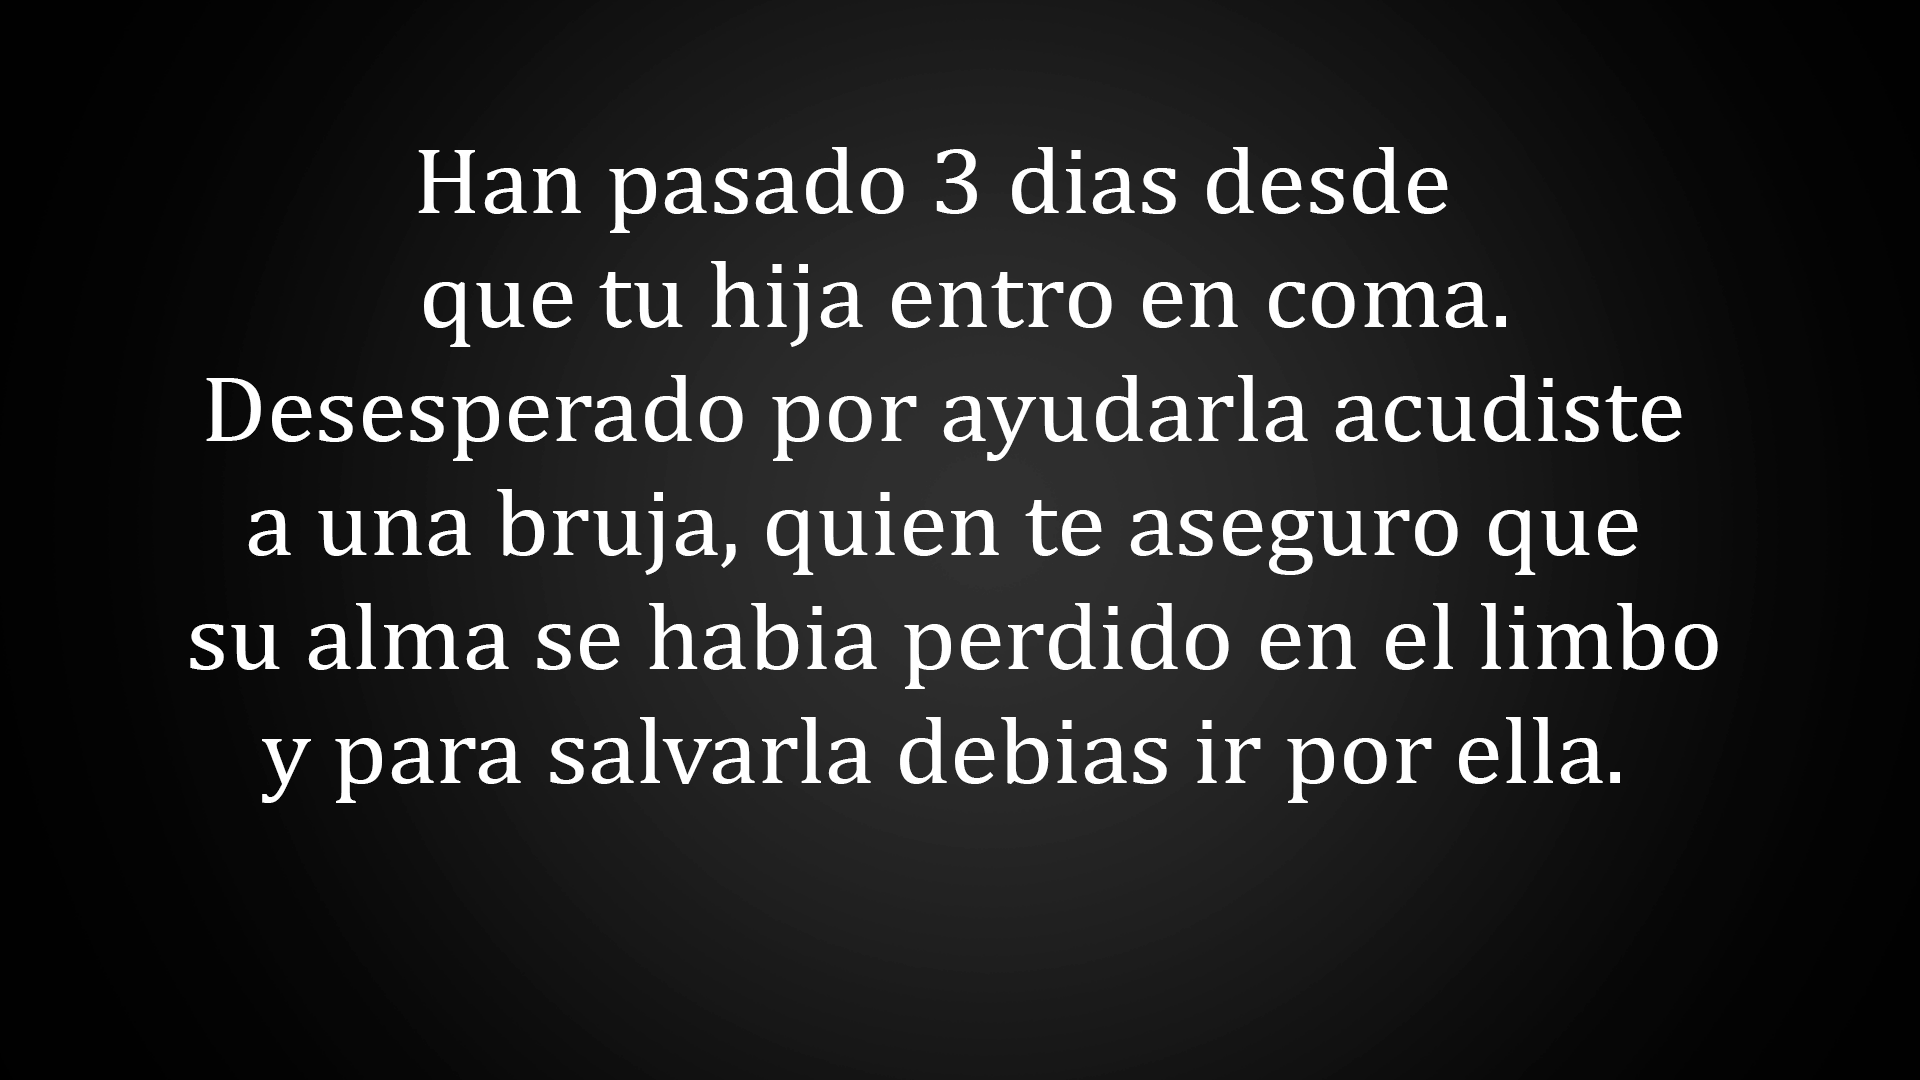 Han pasado 3 dias desde
que tu hija entro en coma.
Desesperado por ayudarla acudiste
a una bruja, quien te aseguro que
su alma se habia perdido en el limbo
y para salvarla debias ir por ella.